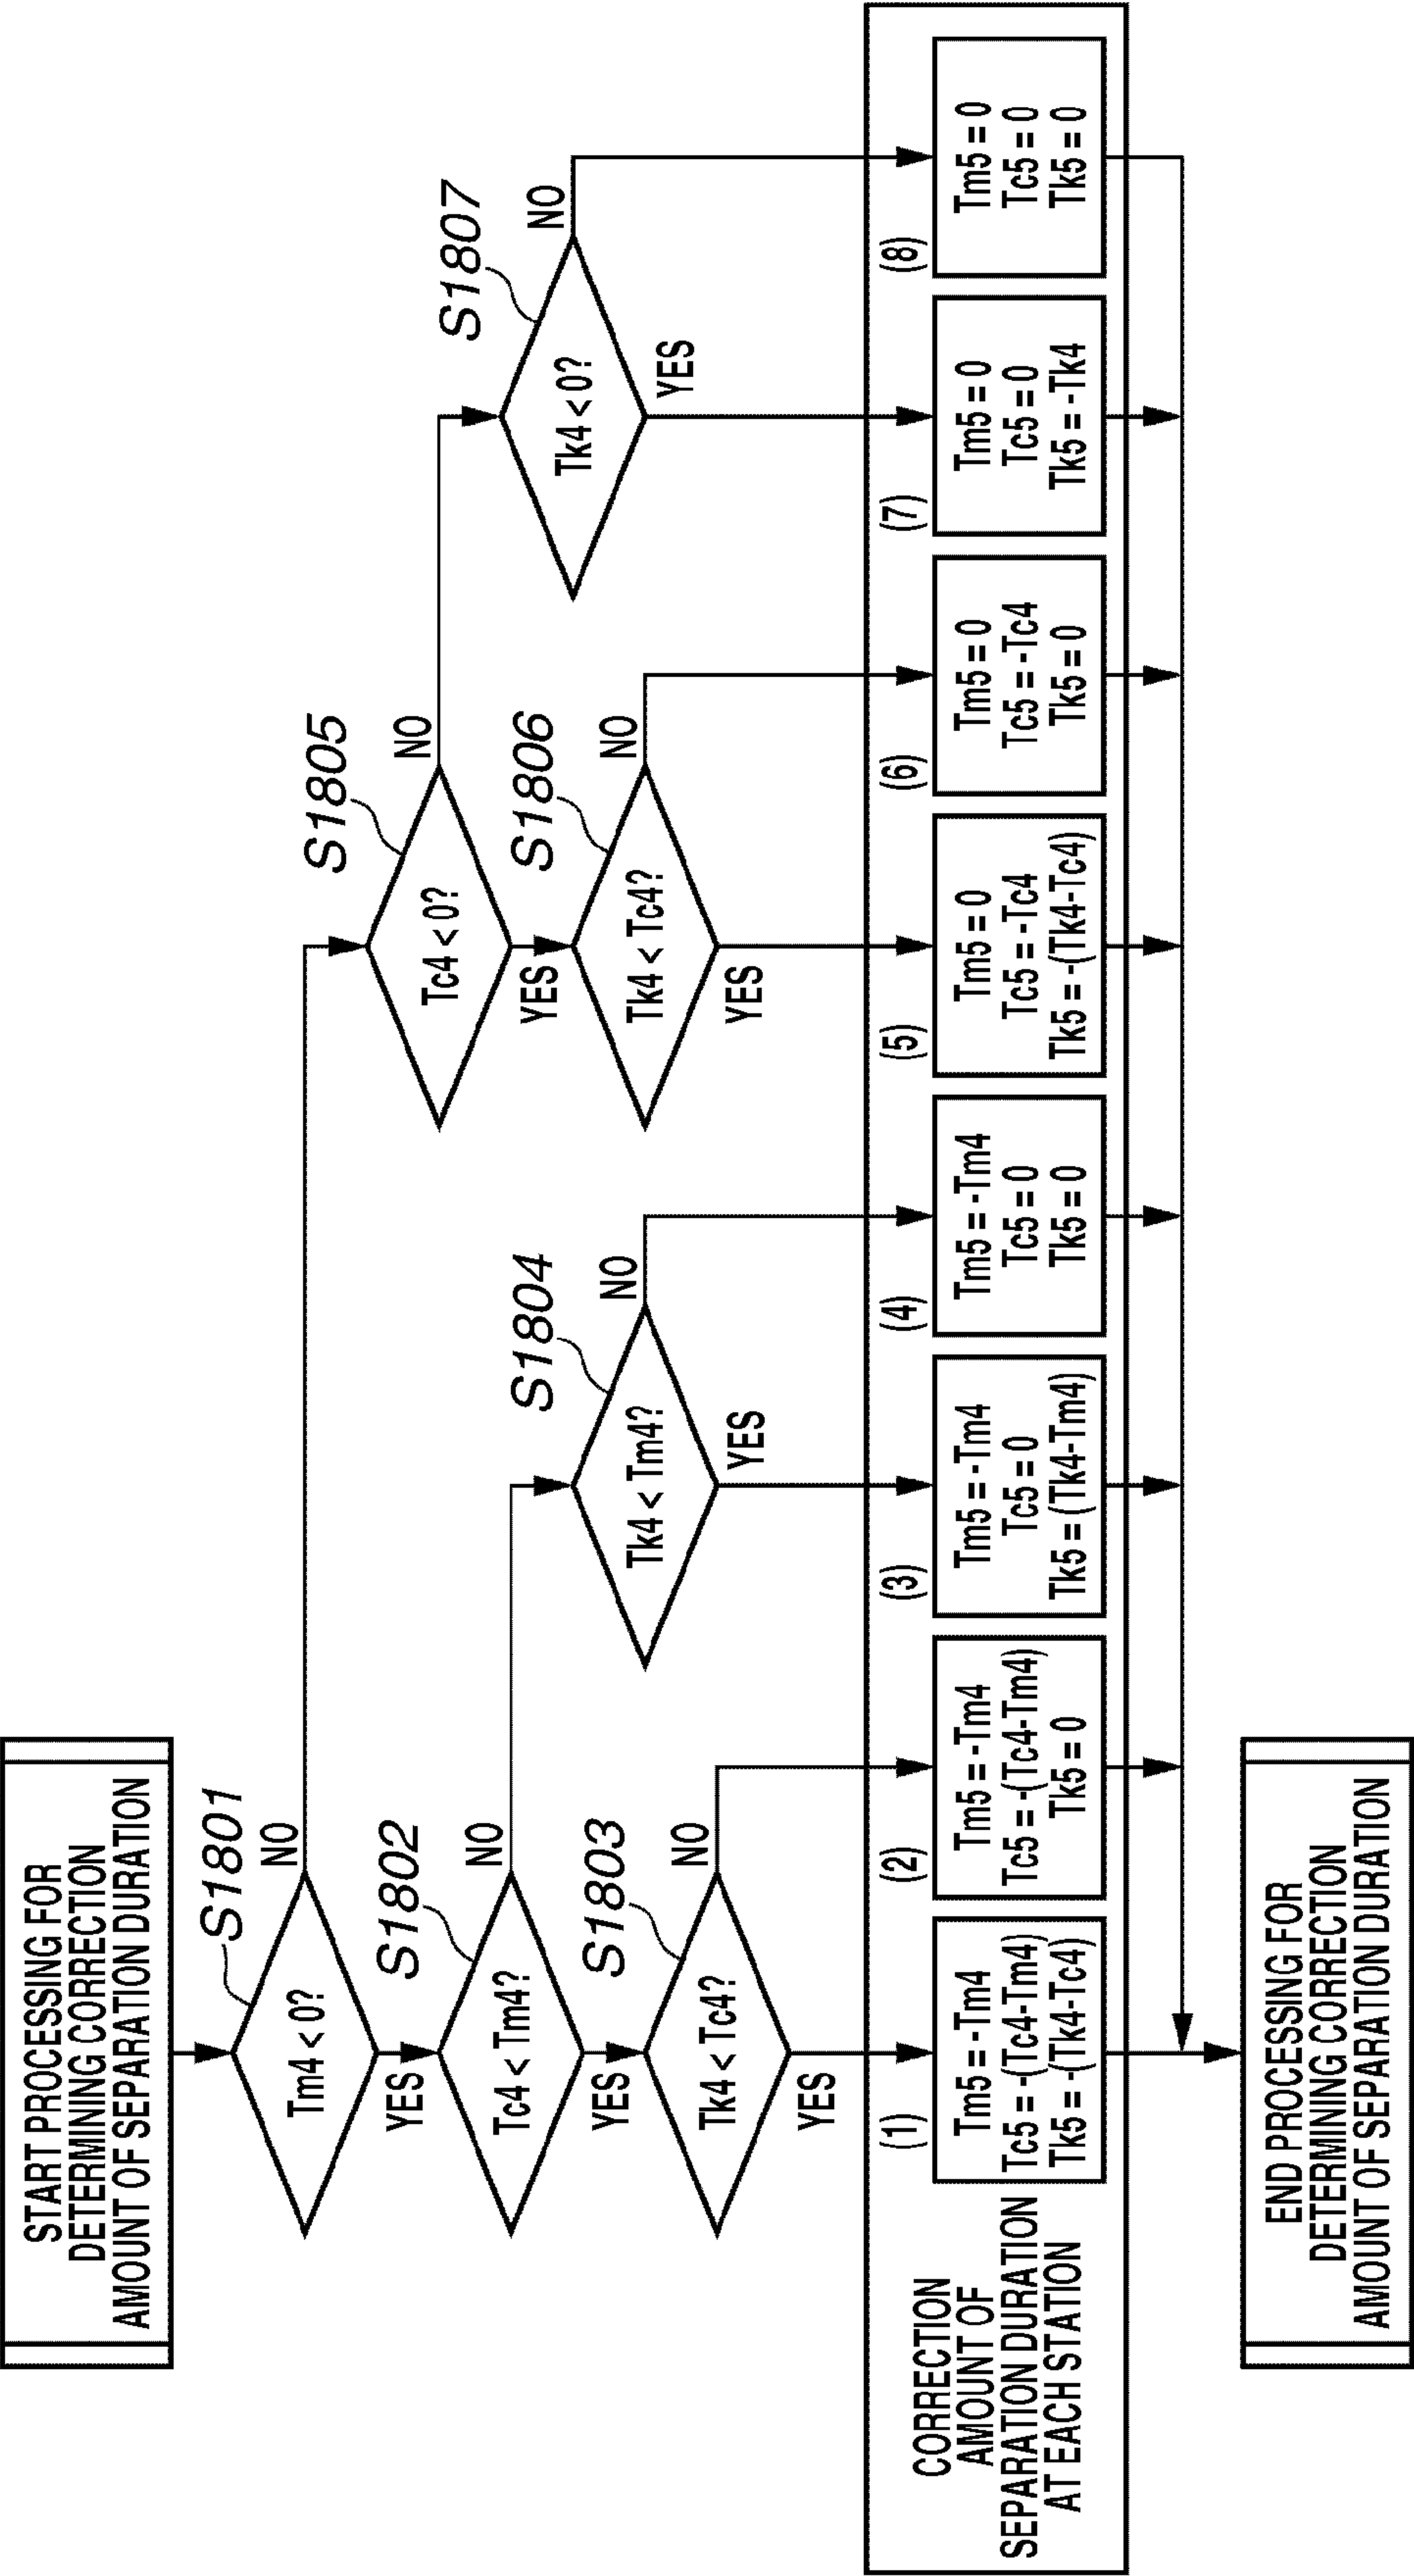 START PROCESSING FOR
DETERMINING CORRECTION
AMOUNT OF SEPARATION DURATION
S1801
Tm4 < 0?
NO
YES
S1802
Tc4 < Tm4?
NO
YES
S1803
Tk4 < Tc4?
NO
YES
S1804
Tk4 < Tm4?
NO
YES
S1805
Tc4 < 0?
NO
YES
S1806
Tk4 < Tc4?
NO
YES
S1807
Tk4 < 0?
NO
YES
CORRECTION
AMOUNT OF
SEPARATION DURATION
AT EACH STATION
(1)
Tm5 = -Tm4
Tc5 = -(Tc4-Tm4)
Tk5 = -(Tk4-Tc4)
(2)
Tm5 = -Tm4
Tc5 = -(Tc4-Tm4)
Tk5 = 0
(3)
Tm5 = -Tm4
Tc5 = 0
Tk5 = (Tk4-Tm4)
(4)
Tm5 = -Tm4
Tc5 = 0
Tk5 = 0
(5)
Tm5 = 0
Tc5 = -Tc4
Tk5 = -(Tk4-Tc4)
(6)
Tm5 = 0
Tc5 = -Tc4
Tk5 = 0
(7)
Tm5 = 0
Tc5 = 0
Tk5 = -Tk4
(8)
Tm5 = 0
Tc5 = 0
Tk5 = 0
END PROCESSING FOR
DETERMINING CORRECTION
AMOUNT OF SEPARATION DURATION